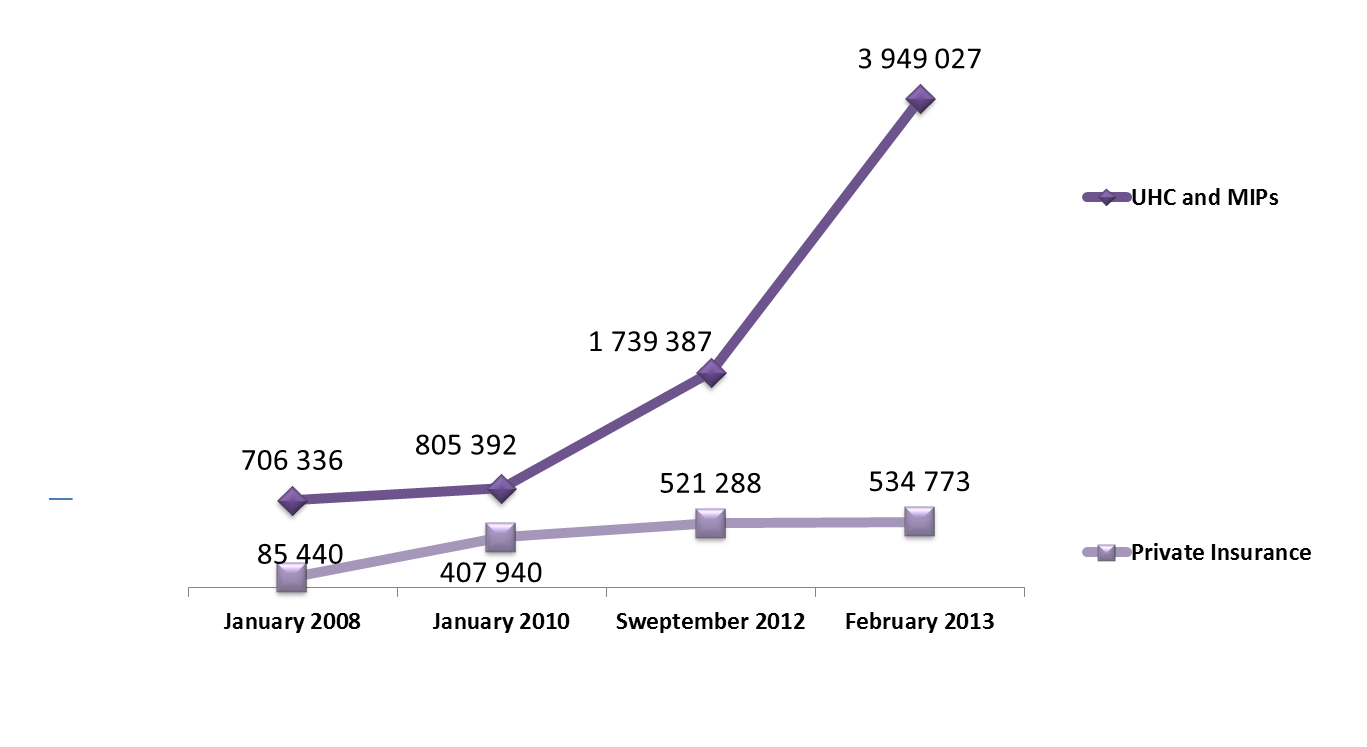 3 949 027
UHC and MIPs
1 739 387
706 336
805 392
521 288
534 773
85 440
407 940
Private Insurance
January 2008
January 2010
Sweptember 2012
February 2013